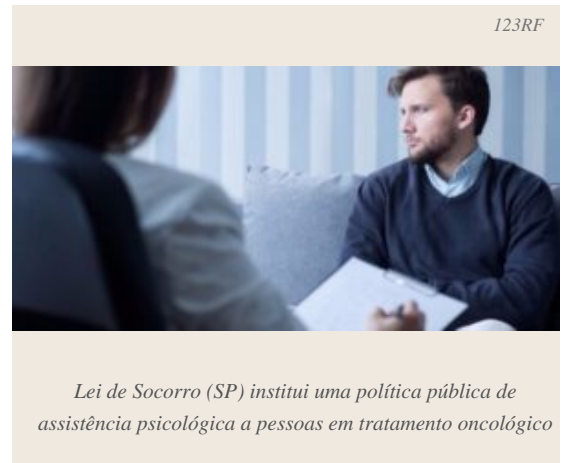 123RF
Lei de Socorro (SP) institui uma política pública de
assistência psicológica a pessoas em tratamento oncológico